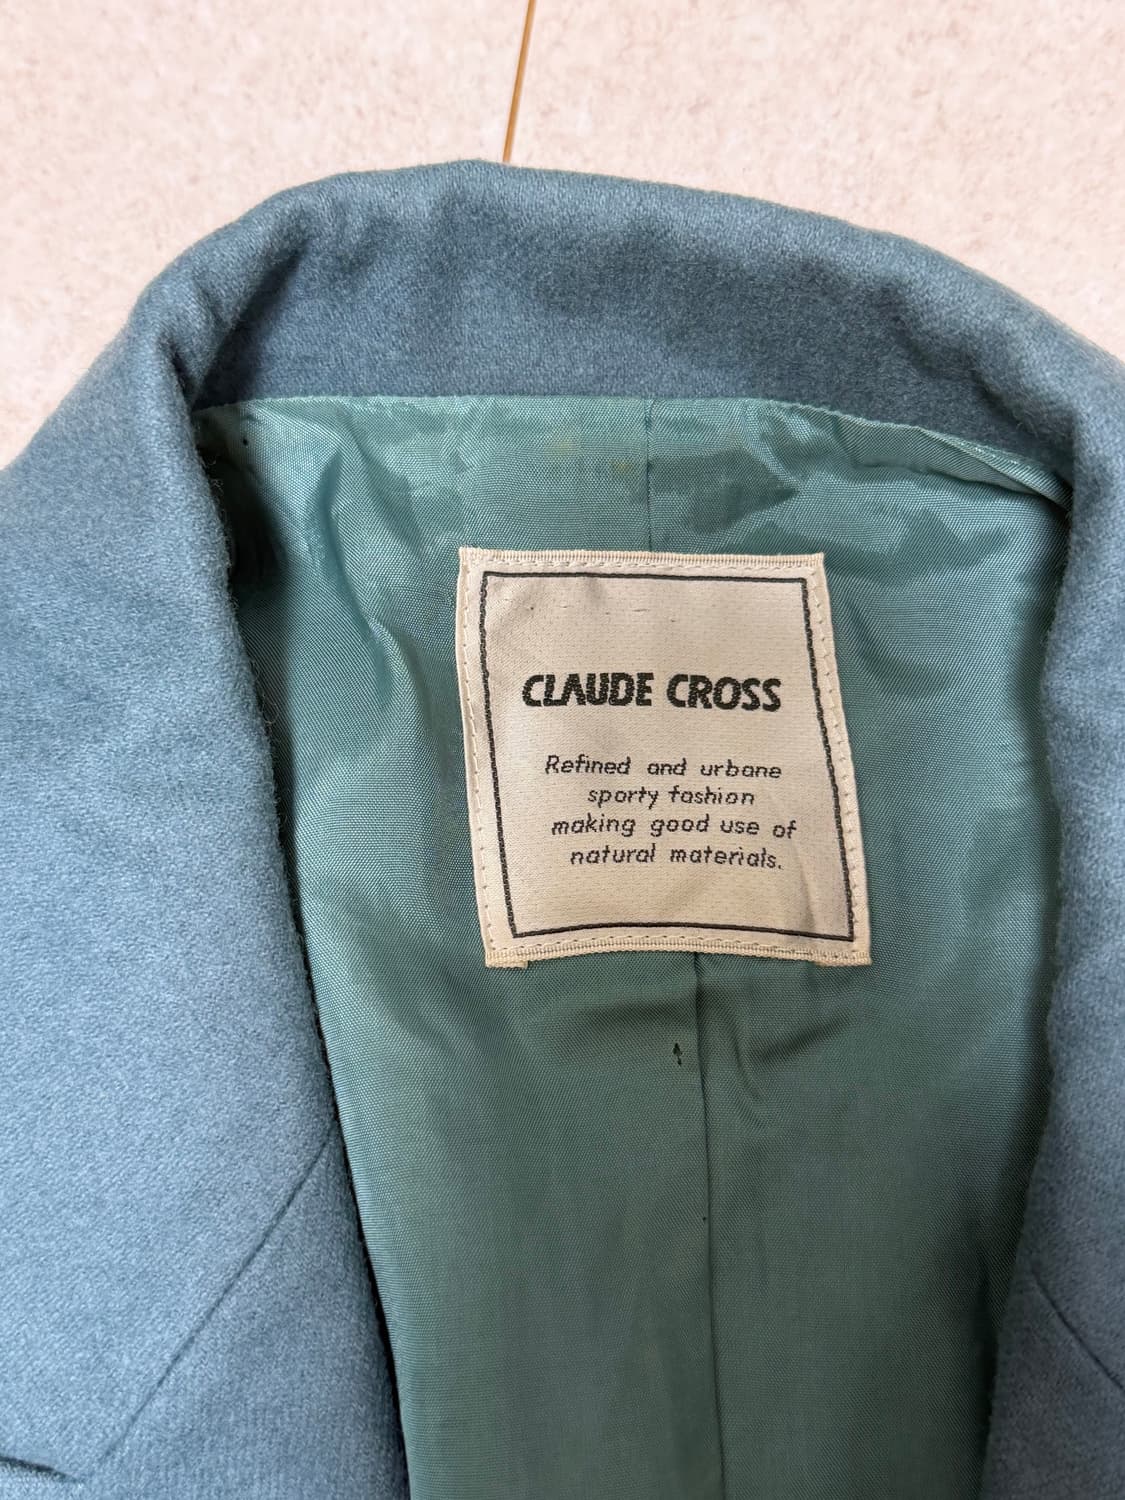 CLAUDE CROSS
Refined and urbane
sporty fashion
making good use of
natural materials.